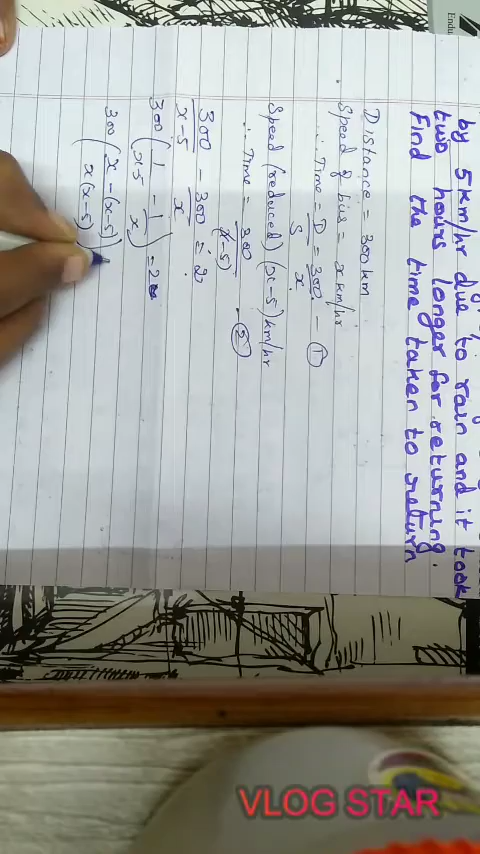 by 5km/hr due to rain and it took
two hours longer for returning.
Find the time taken to return
Distance = 300 km
Speed of bus = x km/hr
∴ Time = D/S = 300/x - ①
Speed (reduced) (x-5) km/hr
∴ Time = 300/(x-5) - ②
300/x-5 - 300/x = 2
300 (1/x-5 - 1/x) = 2
300 (x-(x-5)/x(x-5))
VLOG STAR
Endu